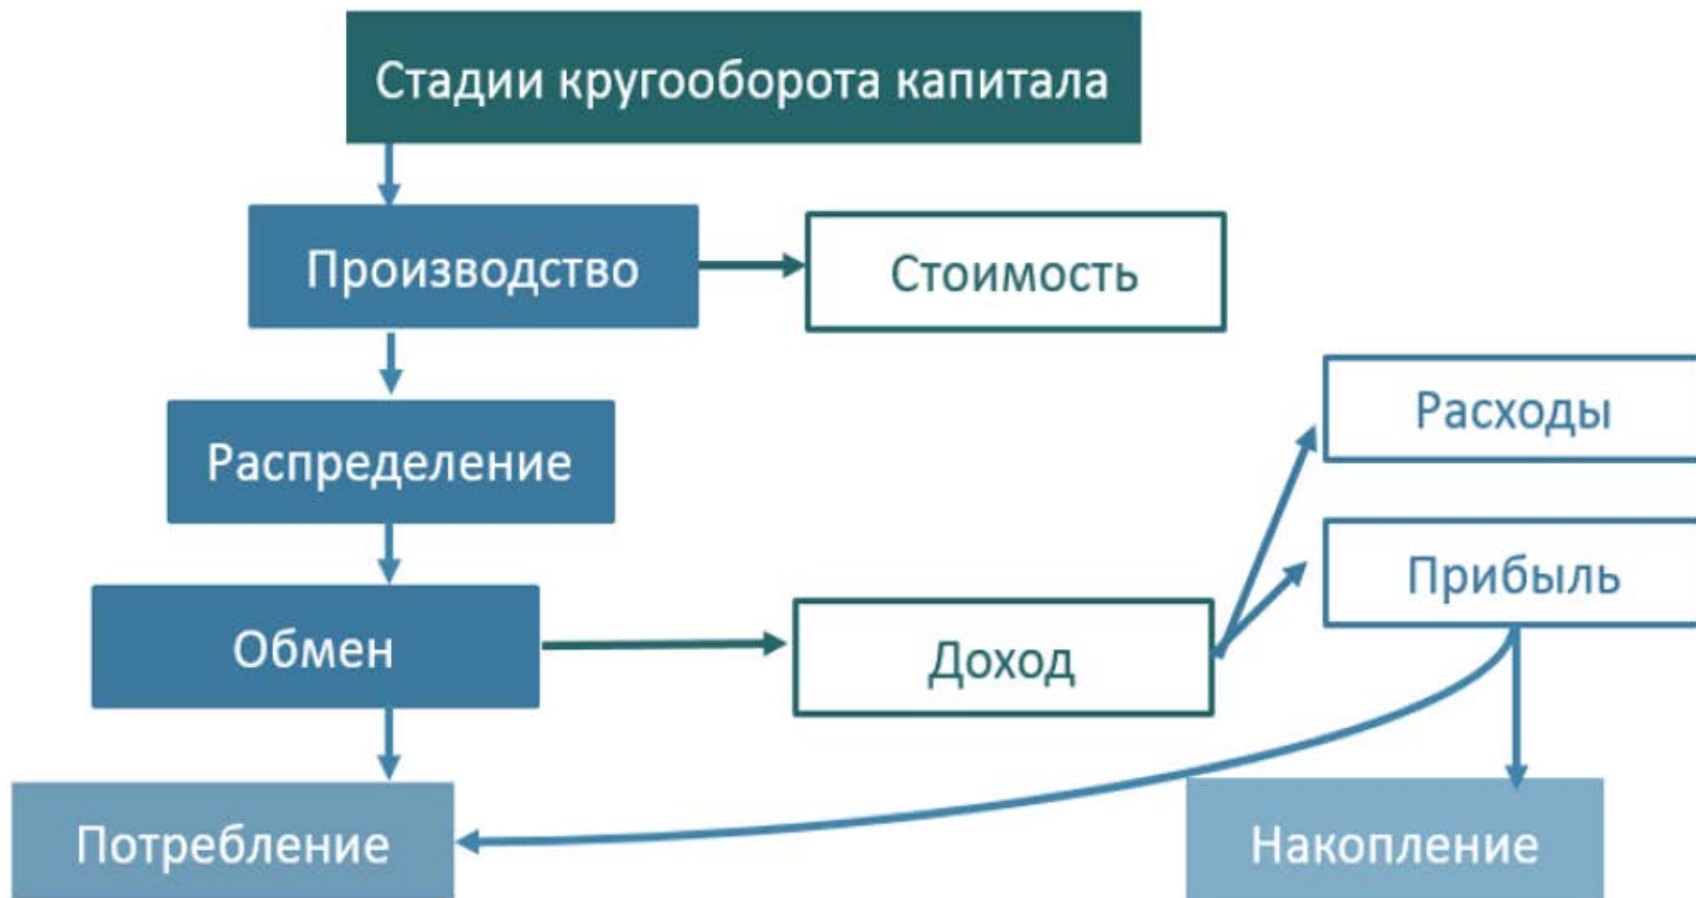 Стадии кругооборота капитала
Производство
Стоимость
Распределение
Расходы
Прибыль
Обмен
Доход
Потребление
Накопление